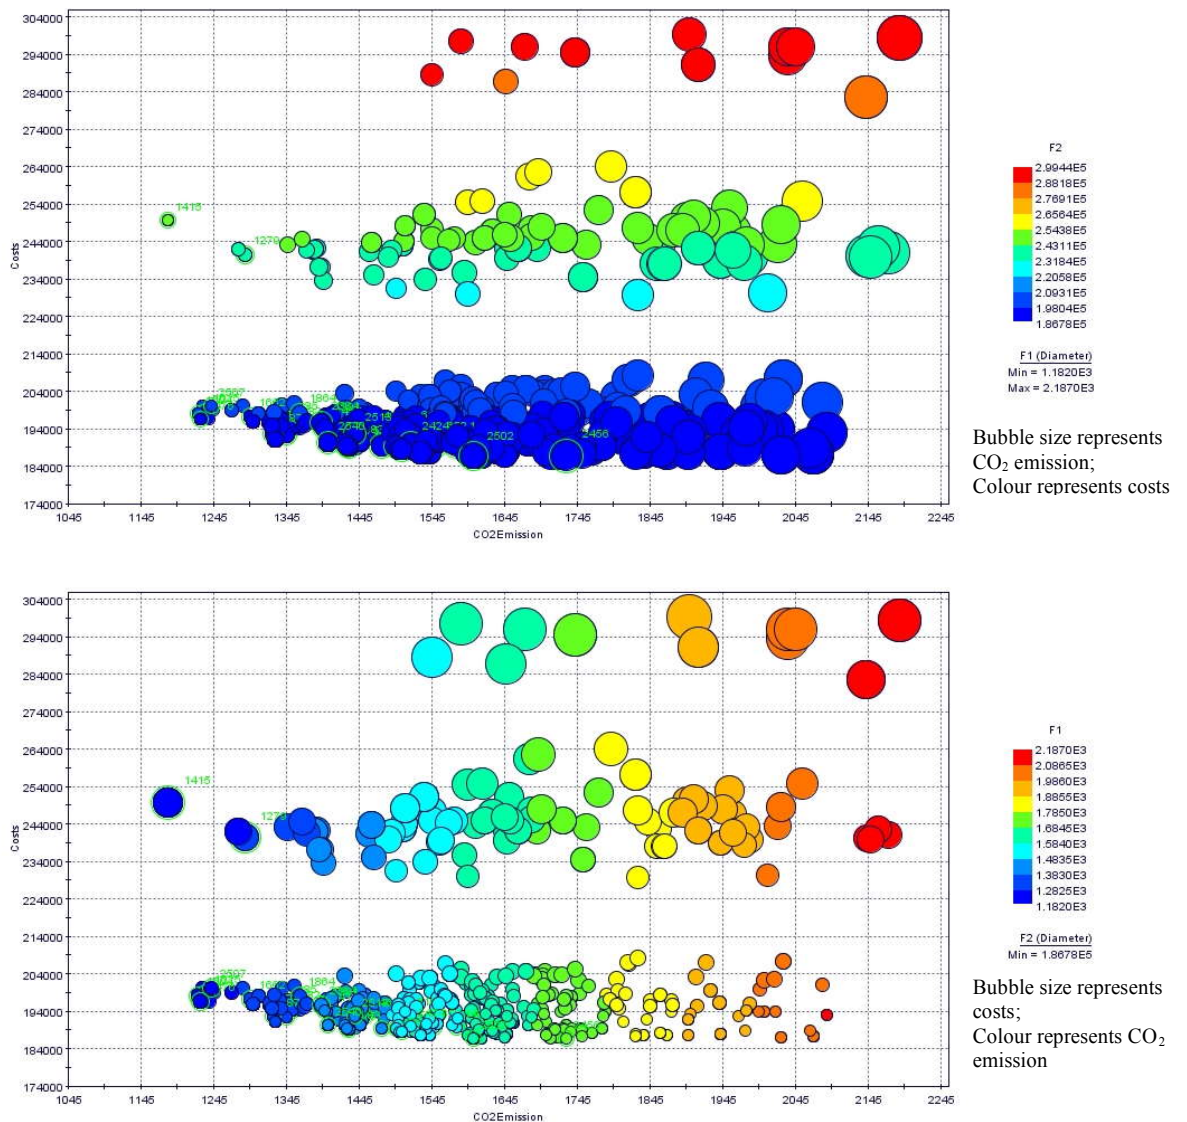 304000
294000
284000
274000
264000
254000
244000
234000
224000
214000
204000
194000
184000
174000
Costs
1415
1270
1864
2424
2502
2456
1045 1145 1245 1345 1445 1545 1645 1745 1845 1945 2045 2145 2245
CO2Emission
F2
2.9944E5
2.8818E5
2.7691E5
2.6564E5
2.5438E5
2.4311E5
2.3184E5
2.2058E5
2.0931E5
1.9804E5
1.8678E5
F1 (Diameter)
Min = 1.1820E3
Max = 2.1870E3
Bubble size represents
CO2 emission;
Colour represents costs
304000
294000
284000
274000
264000
254000
244000
234000
224000
214000
204000
194000
184000
174000
Costs
1415
1864
1045 1145 1245 1345 1445 1545 1645 1745 1845 1945 2045 2145 2245
CO2Emission
F1
2.1870E3
2.0865E3
1.9860E3
1.8855E3
1.7850E3
1.6845E3
1.5840E3
1.4835E3
1.3830E3
1.2825E3
1.1820E3
F2 (Diameter)
Min = 1.8678E5
Bubble size represents
costs;
Colour represents CO2
emission